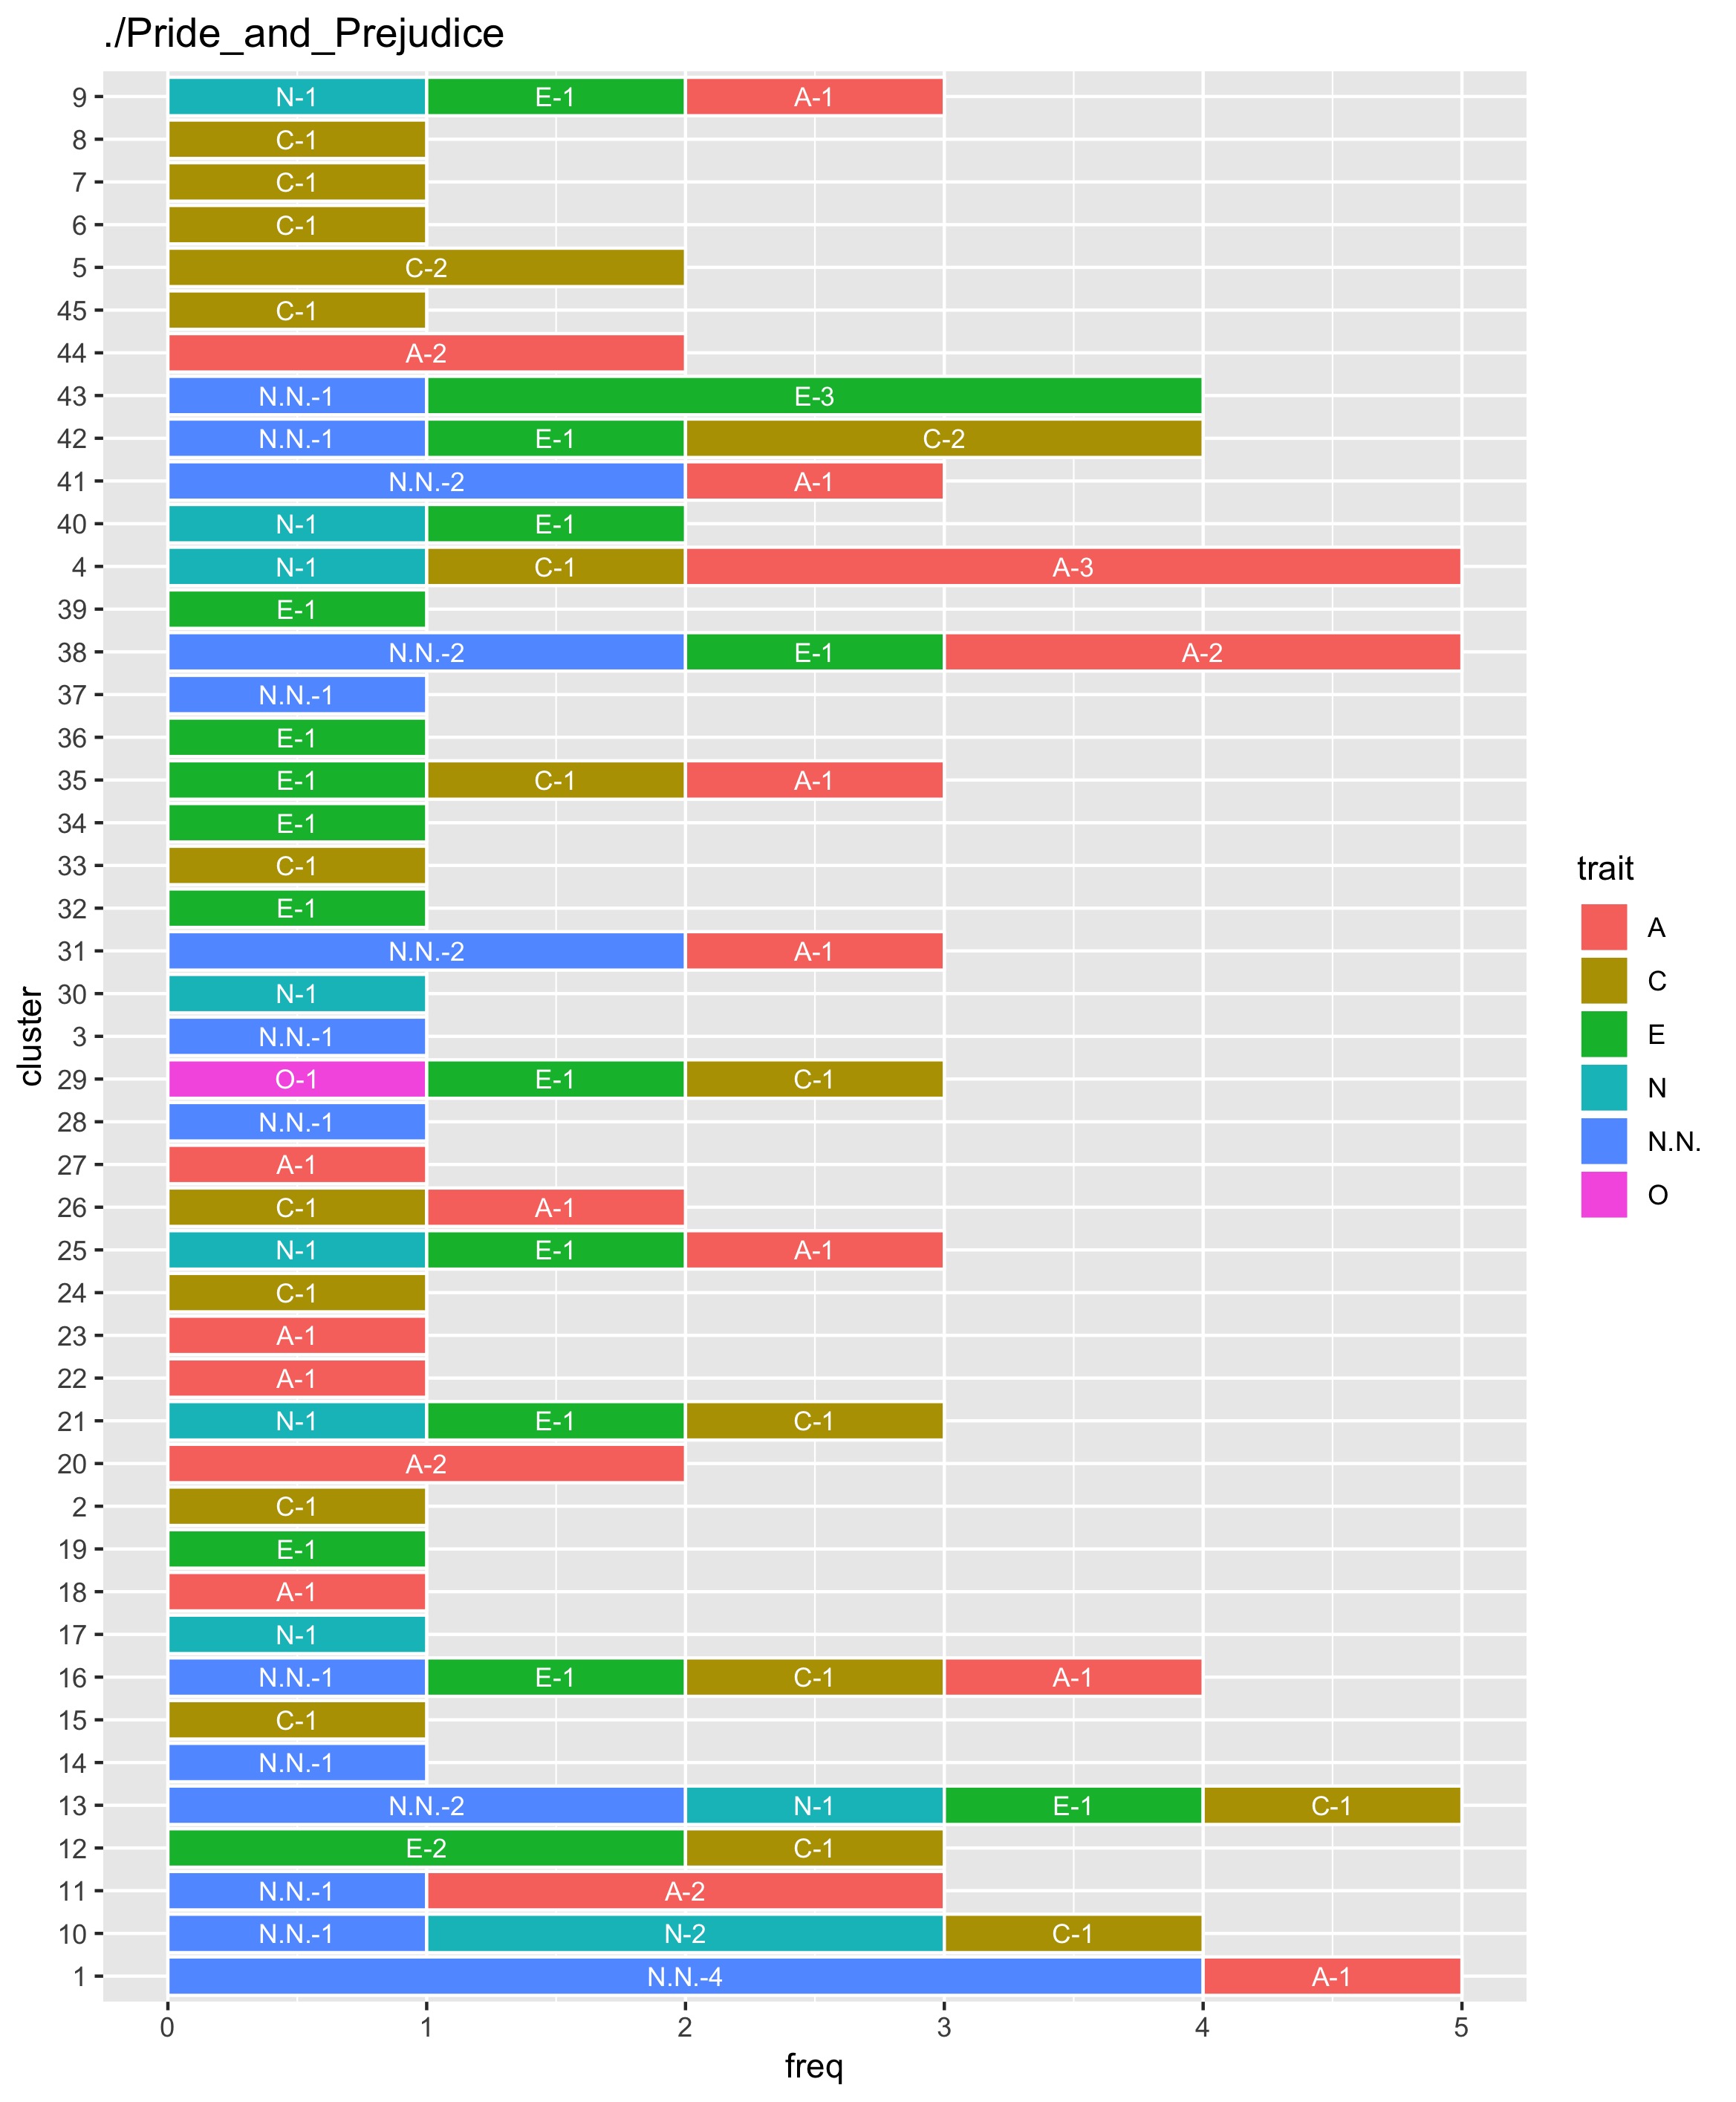 ./Pride_and_Prejudice
9 N-1 E-1 A-1
8 C-1
7 C-1
6 C-1
5 C-2
45 C-1
44 A-2
43 N.N.-1 E-3
42 N.N.-1 E-1 C-2
41 N.N.-2 A-1
40 N-1 E-1
4 N-1 C-1 A-3
39 E-1
38 N.N.-2 E-1 A-2
37 N.N.-1
36 E-1
35 E-1 C-1 A-1
34 E-1
33 C-1
32 E-1
31 N.N.-2 A-1
30 N-1
3 N.N.-1
29 O-1 E-1 C-1
28 N.N.-1
27 A-1
26 C-1 A-1
25 N-1 E-1 A-1
24 C-1
23 A-1
22 A-1
21 N-1 E-1 C-1
20 A-2
2 C-1
19 E-1
18 A-1
17 N-1
16 N.N.-1 E-1 C-1 A-1
15 C-1
14 N.N.-1
13 N.N.-2 N-1 E-1 C-1
12 E-2 C-1
11 N.N.-1 A-2
10 N.N.-1 N-2 C-1
1 N.N.-4 A-1
0 1 2 3 4 5
freq
cluster
trait
A
C
E
N
N.N.
O